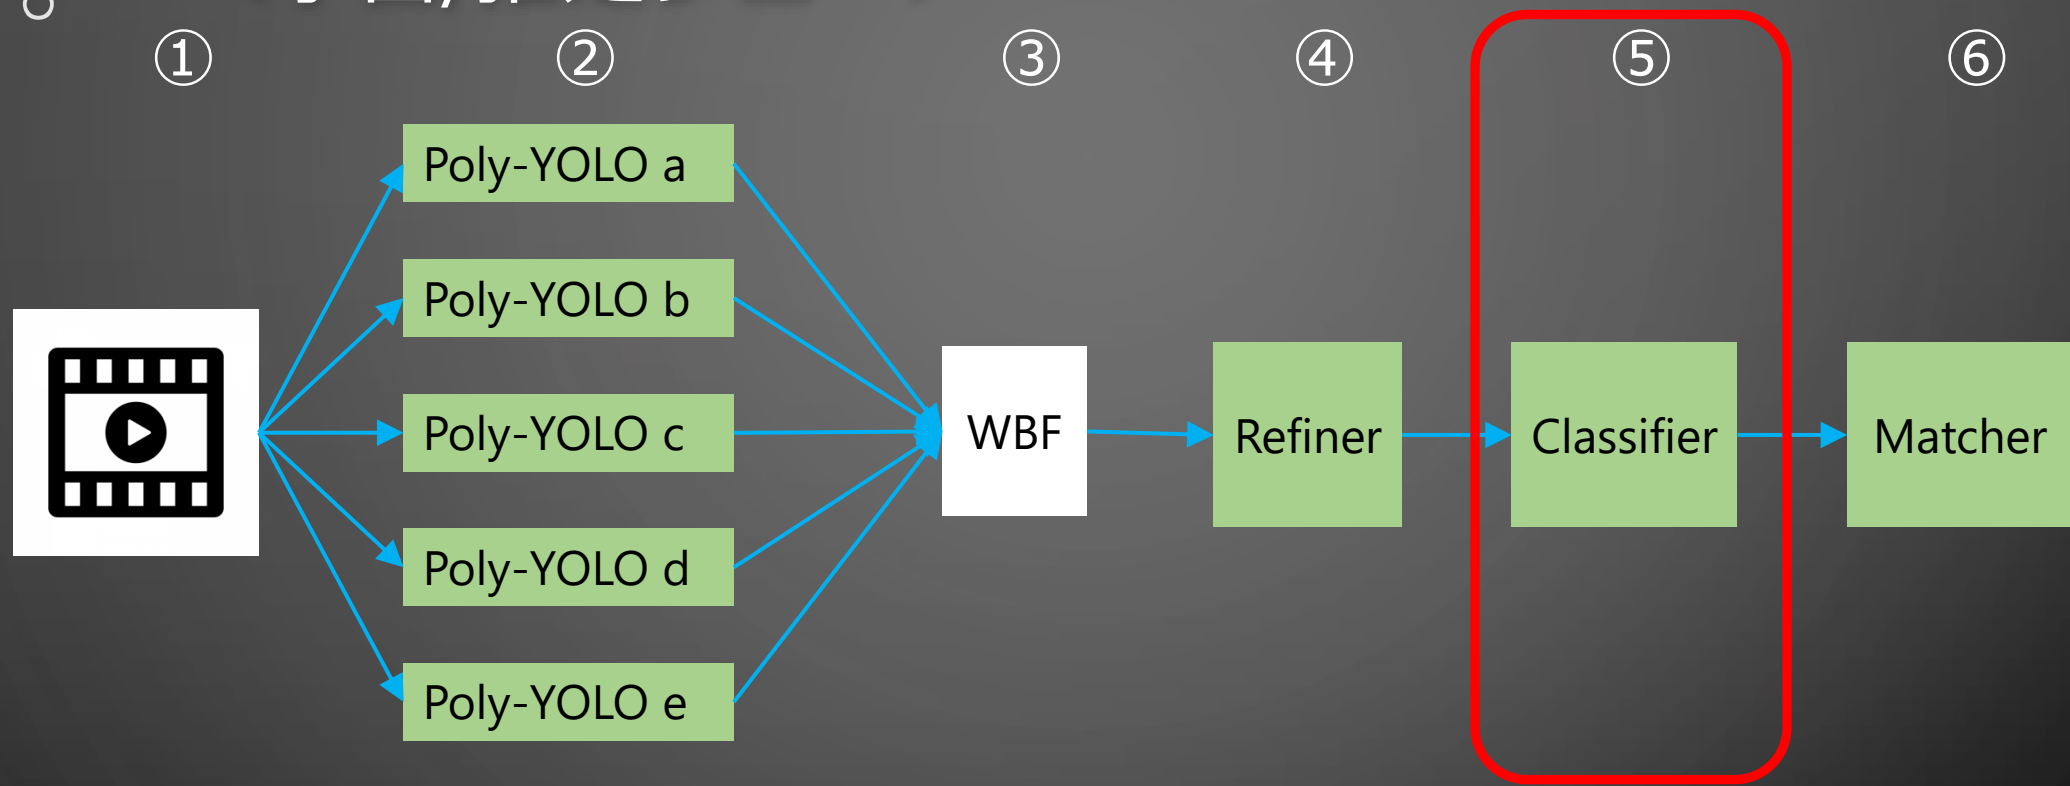 ① ② ③ ④ ⑤ ⑥
Poly-YOLO a
Poly-YOLO b
Poly-YOLO c
Poly-YOLO d
Poly-YOLO e
WBF
Refiner
Classifier
Matcher